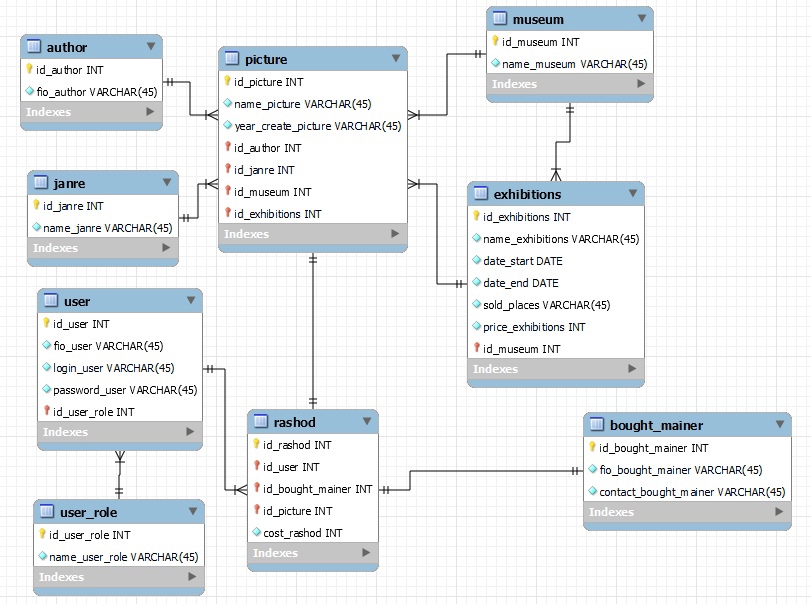 author
id_author INT
fio_author VARCHAR(45)
Indexes
picture
id_picture INT
name_picture VARCHAR(45)
year_create_picture VARCHAR(45)
id_author INT
id_janre INT
id_museum INT
id_exhibitions INT
Indexes
museum
id_museum INT
name_museum VARCHAR(45)
Indexes
janre
id_janre INT
name_janre VARCHAR(45)
Indexes
exhibitions
id_exhibitions INT
name_exhibitions VARCHAR(45)
date_start DATE
date_end DATE
sold_places VARCHAR(45)
price_exhibitions INT
id_museum INT
Indexes
user
id_user INT
fio_user VARCHAR(45)
login_user VARCHAR(45)
password_user VARCHAR(45)
id_user_role INT
Indexes
rashod
id_rashod INT
id_user INT
id_bought_mainer INT
id_picture INT
cost_rashod INT
Indexes
bought_mainer
id_bought_mainer INT
fio_bought_mainer VARCHAR(45)
contact_bought_mainer VARCHAR(45)
Indexes
user_role
id_user_role INT
name_user_role VARCHAR(45)
Indexes